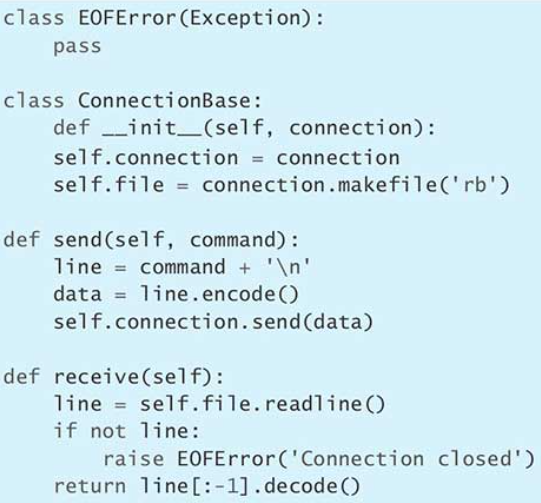 class EOFError(Exception):
    pass

class ConnectionBase:
    def __init__(self, connection):
    self.connection = connection
    self.file = connection.makefile('rb')

def send(self, command):
    line = command + '\n'
    data = line.encode()
    self.connection.send(data)

def receive(self):
    line = self.file.readline()
    if not line:
        raise EOFError('Connection closed')
    return line[:-1].decode()